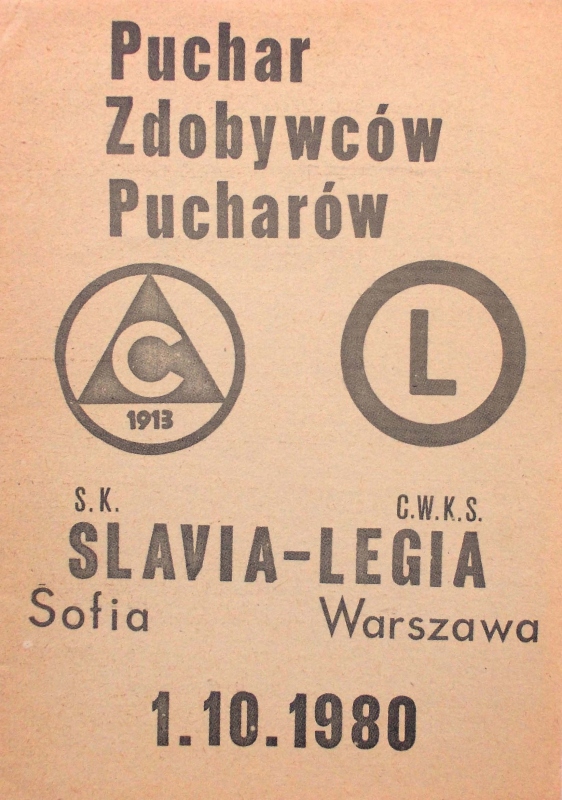 Puchar
Zdobywców
Pucharów
C
1913
L
S.K.
C.W.K.S.
SLAVIA-LEGIA
Sofia
Warszawa
1.10.1980